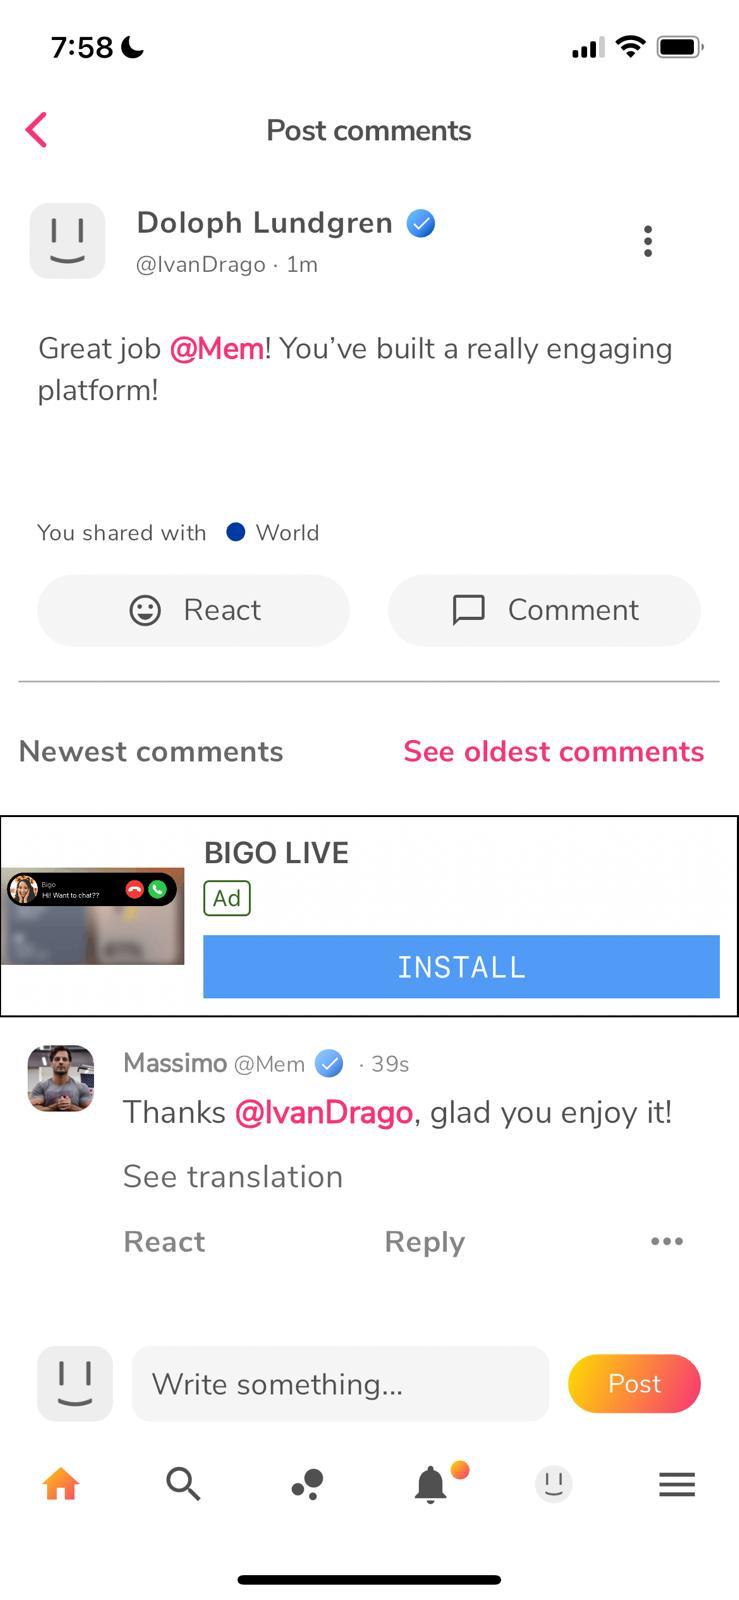 7:58
Post comments
Doloph Lundgren
@IvanDrago · 1m
Great job @Mem! You’ve built a really engaging
platform!
You shared with World
React Comment
Newest comments See oldest comments
BIGO LIVE
Ad
Bigo
Hi! Want to chat??
INSTALL
Massimo @Mem · 39s
Thanks @IvanDrago, glad you enjoy it!
See translation
React Reply
Write something... Post